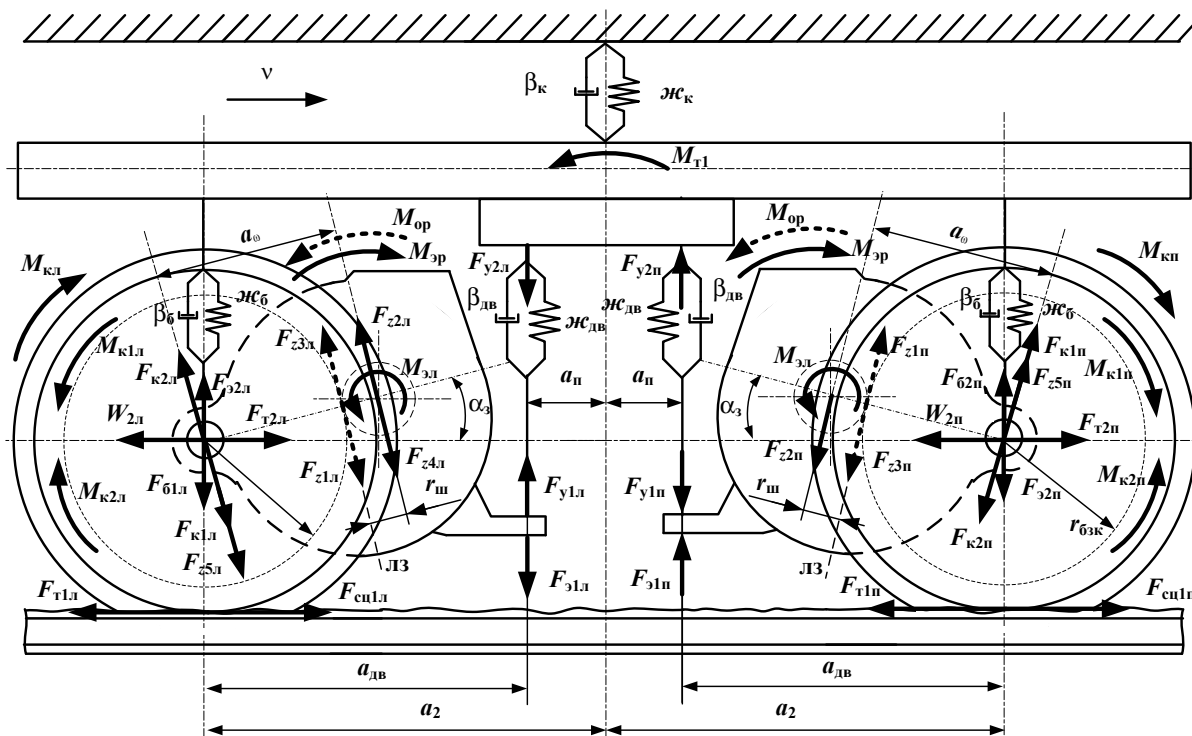 ν
β_к
ж_к
M_т1
M_ор
M_ор
a_ω
M_эр
M_эр
a_ω
M_кл
M_кп
F_у2л
F_у2п
β_дв
β_дв
β_б
ж_б
β_б
ж_б
F_z2л
ж_дв
ж_дв
F_z3л
F_z1п
M_к1л
F_к1п
F_к2л
M_эл
M_эл
M_к1п
F_э2л
a_п
a_п
F_б2п
F_z5п
α_з
α_з
W_2л
F_т2л
W_2п
F_т2п
F_z1л
F_z4л
F_z2п
F_z3п
F_б1л
M_к2л
r_ш
F_у1л
F_у1п
r_ш
F_э2п
M_к2п
F_к1л
F_к2п
r_бзк
F_z5л
лз
лз
F_т1л
F_сц1л
F_э1л
F_э1п
F_т1п
F_сц1п
a_дв
a_дв
a_2
a_2